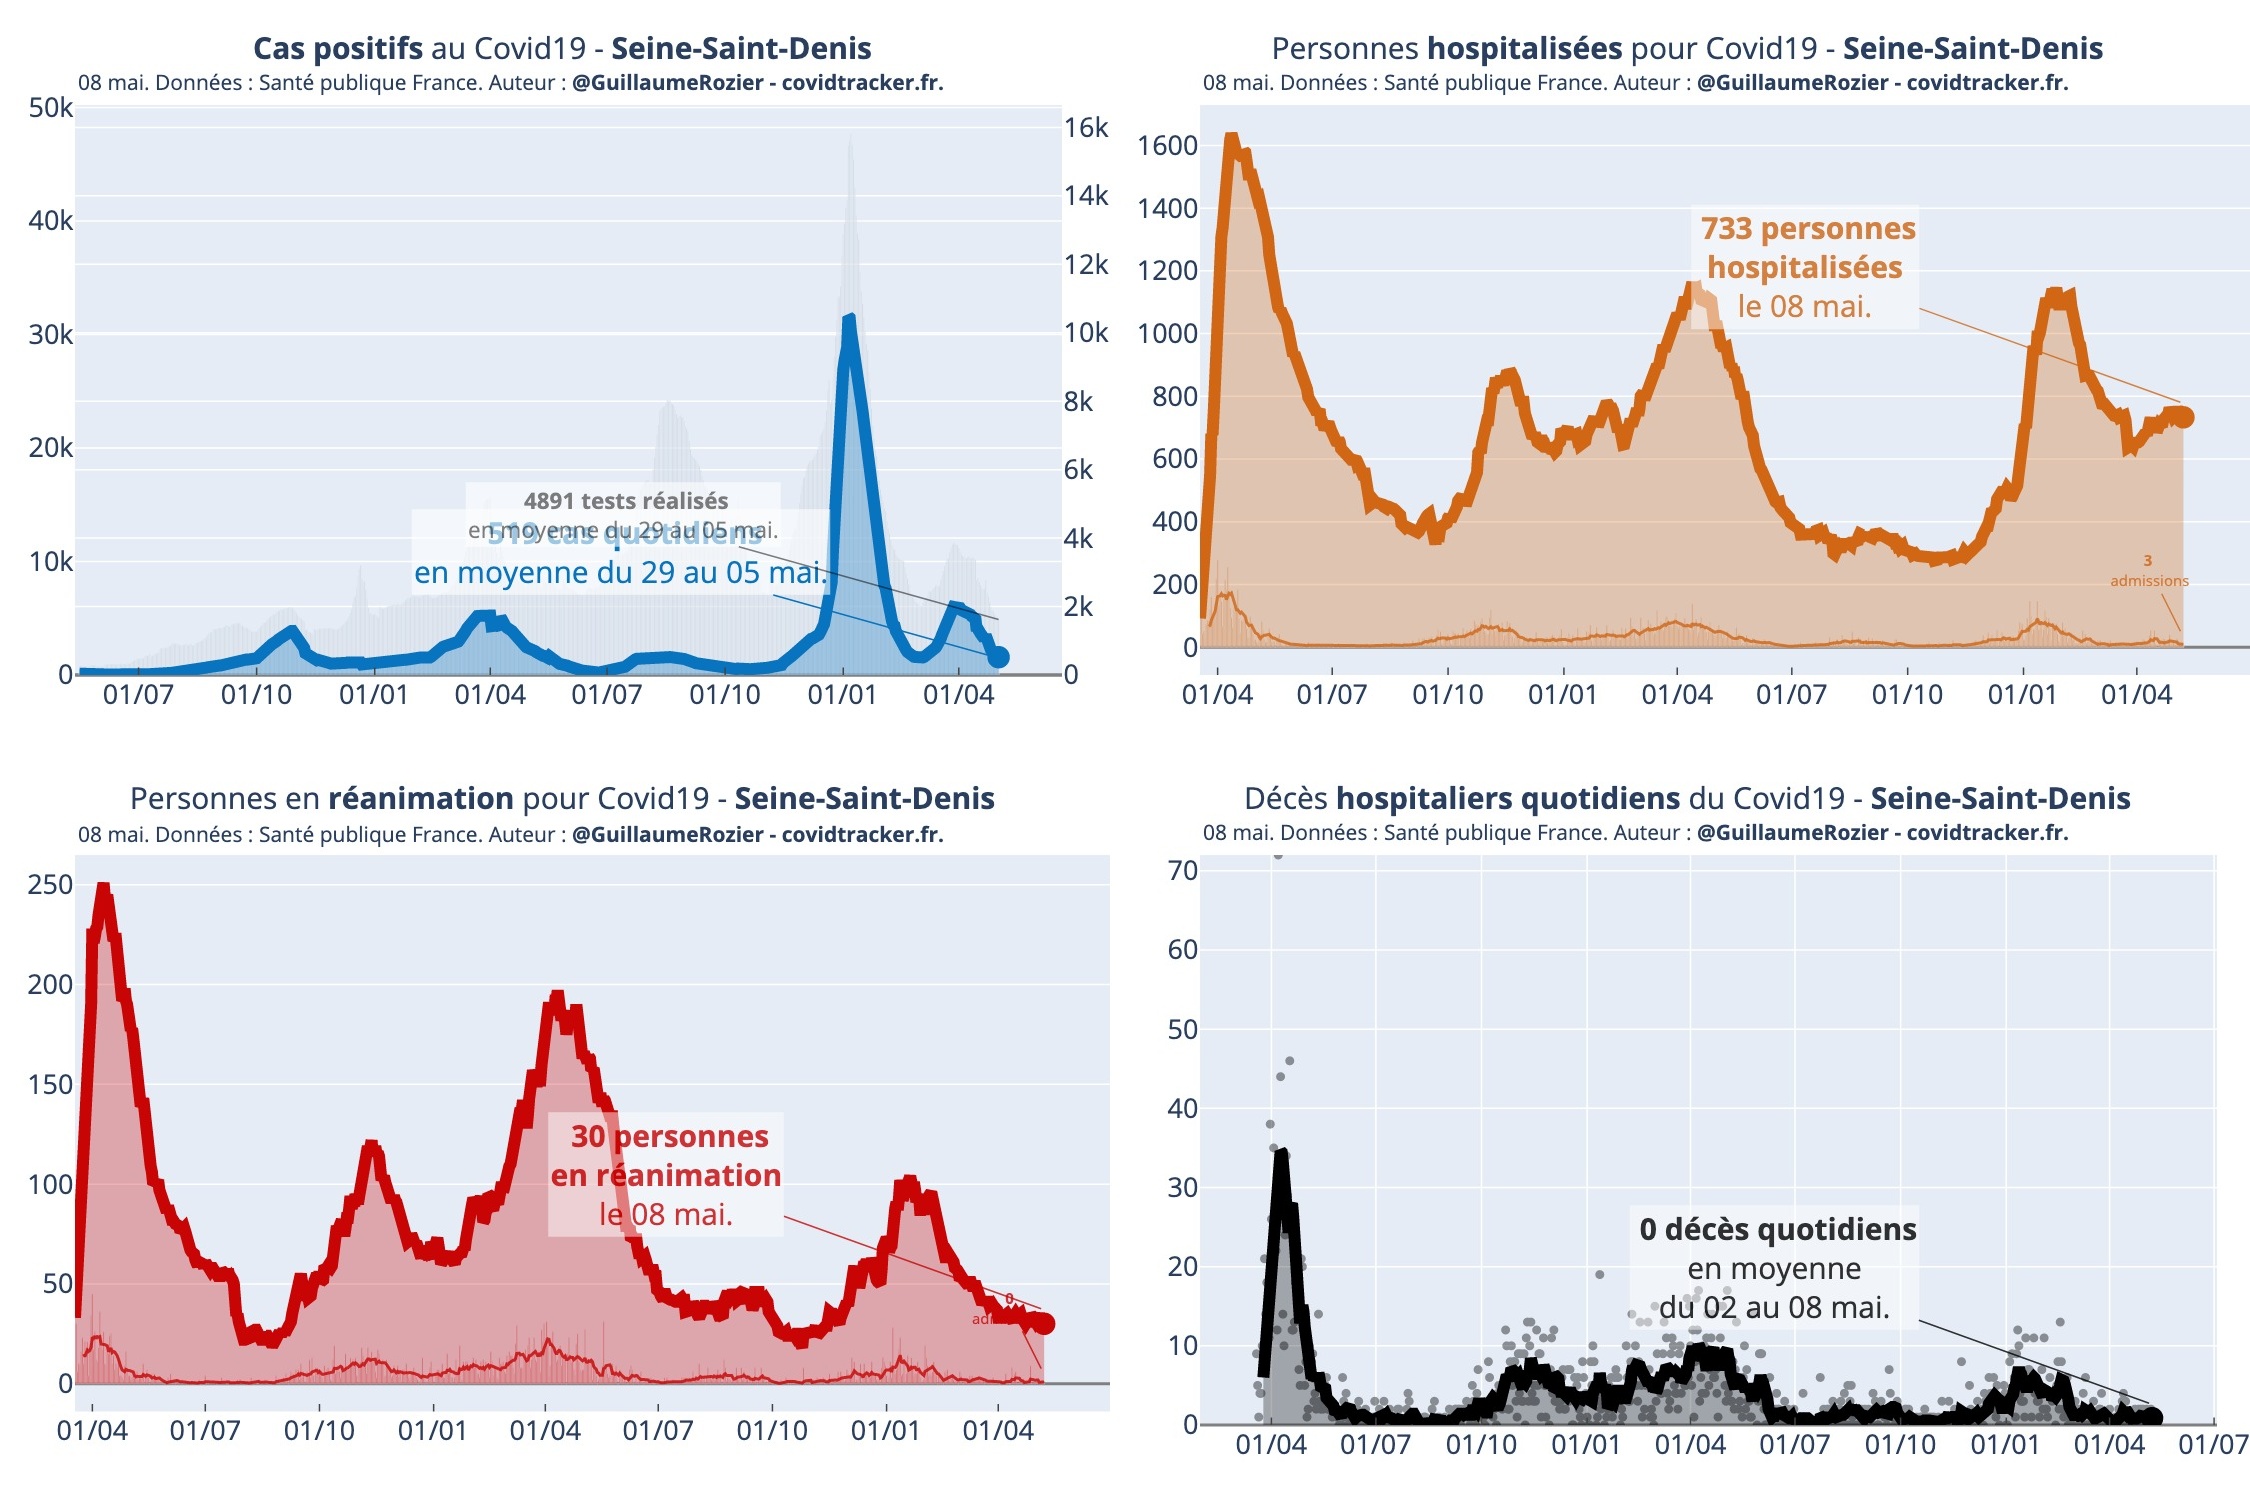 Cas positifs au Covid19 - Seine-Saint-Denis
08 mai. Données : Santé publique France. Auteur : @GuillaumeRozier - covidtracker.fr.
50k
40k
30k
20k
10k
0
16k
14k
12k
10k
8k
6k
4k
2k
0
4891 tests réalisés
en moyenne du 29 au 05 mai.
519 cas quotidiens
en moyenne du 29 au 05 mai.
01/07 01/10 01/01 01/04 01/07 01/10 01/01 01/04
Personnes hospitalisées pour Covid19 - Seine-Saint-Denis
08 mai. Données : Santé publique France. Auteur : @GuillaumeRozier - covidtracker.fr.
1600
1400
1200
1000
800
600
400
200
0
733 personnes
hospitalisées
le 08 mai.
3
admissions
01/04 01/07 01/10 01/01 01/04 01/07 01/10 01/01 01/04
Personnes en réanimation pour Covid19 - Seine-Saint-Denis
08 mai. Données : Santé publique France. Auteur : @GuillaumeRozier - covidtracker.fr.
250
200
150
100
50
0
30 personnes
en réanimation
le 08 mai.
0
01/04 01/07 01/10 01/01 01/04 01/07 01/10 01/01 01/04
Décès hospitaliers quotidiens du Covid19 - Seine-Saint-Denis
08 mai. Données : Santé publique France. Auteur : @GuillaumeRozier - covidtracker.fr.
70
60
50
40
30
20
10
0
0 décès quotidiens
en moyenne
du 02 au 08 mai.
01/04 01/07 01/10 01/01 01/04 01/07 01/10 01/01 01/04 01/07